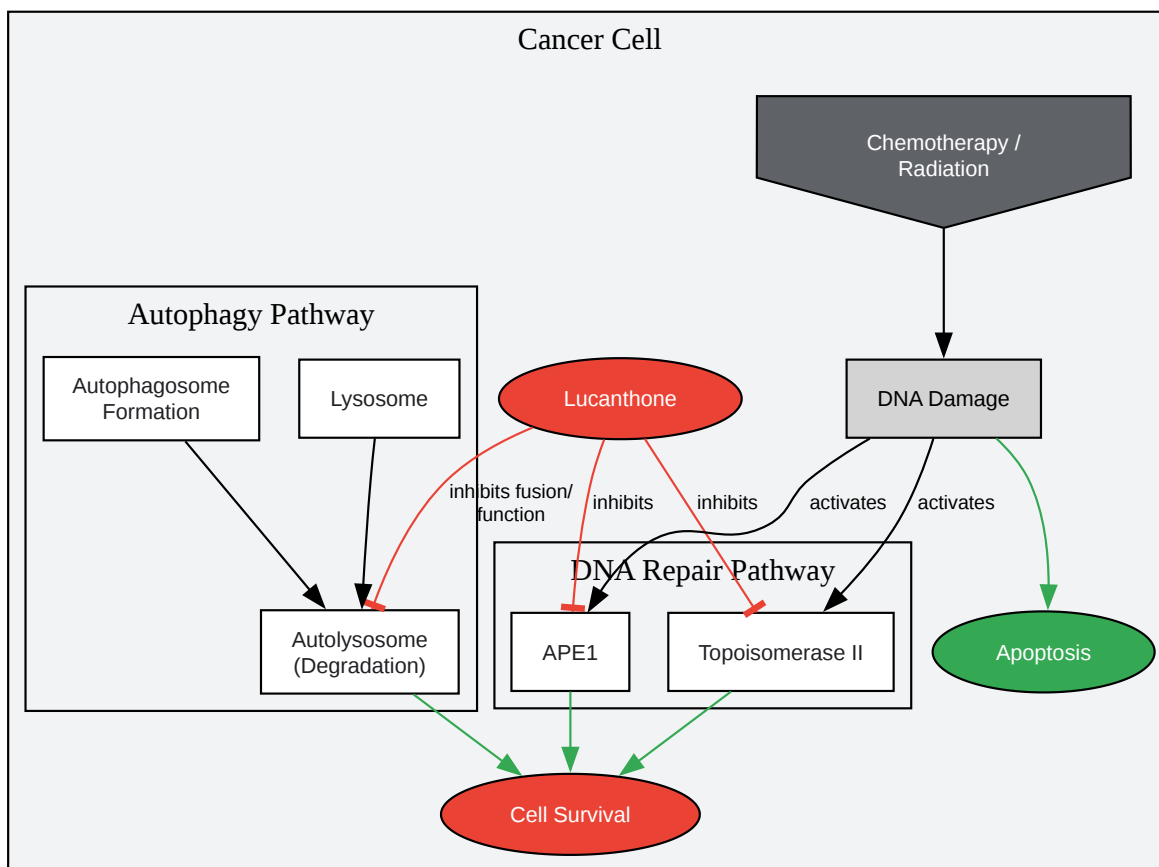 Cancer Cell
Chemotherapy /
Radiation
Autophagy Pathway
Autophagosome
Formation
Lysosome
Lucanthone
DNA Damage
inhibits fusion/
function
inhibits
inhibits
activates
activates
DNA Repair Pathway
Autolysosome
(Degradation)
APE1
Topoisomerase II
Apoptosis
Cell Survival